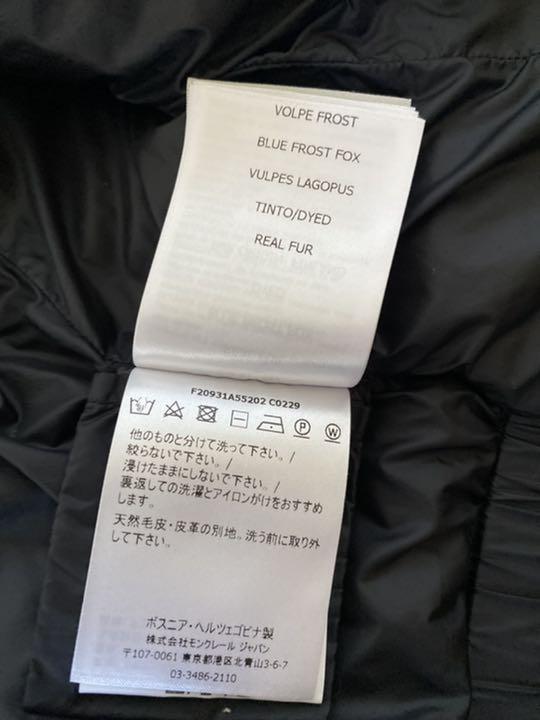 VOLPE FROST
BLUE FROST FOX
VULPES LAGOPUS
TINTO/DYED
REAL FUR
F20931A55202 C0229
P W
他のものと分けて洗って下さい。/
絞らないで下さい。/
浸けたままにしないで下さい。/
裏返しての洗濯とアイロンがけをおすすめ
します。
天然毛皮・皮革の別地。洗う前に取り外
して下さい。
ボスニア・ヘルツェゴビナ製
株式会社モンクレール ジャパン
〒107-0061 東京都港区北青山3-6-7
03-3486-2110